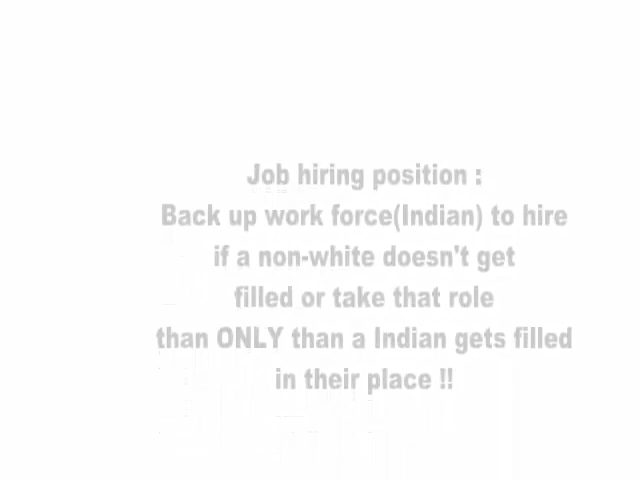 Job hiring position :
Back up work force(Indian) to hire
if a non-white doesn't get
filled or take that role
than ONLY than a Indian gets filled
in their place !!